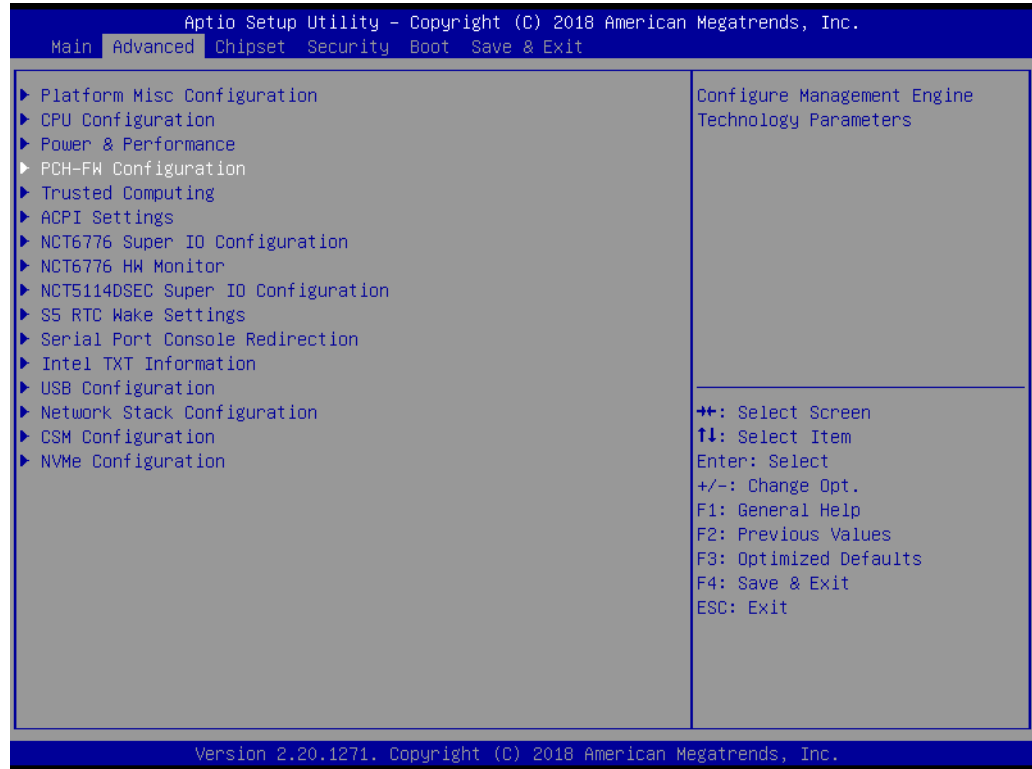 Aptio Setup Utility – Copyright (C) 2018 American Megatrends, Inc.
Main Advanced Chipset Security Boot Save & Exit
▶ Platform Misc Configuration
▶ CPU Configuration
▶ Power & Performance
▶ PCH-FW Configuration
▶ Trusted Computing
▶ ACPI Settings
▶ NCT6776 Super IO Configuration
▶ NCT6776 HW Monitor
▶ NCT5114DSEC Super IO Configuration
▶ S5 RTC Wake Settings
▶ Serial Port Console Redirection
▶ Intel TXT Information
▶ USB Configuration
▶ Network Stack Configuration
▶ CSM Configuration
▶ NVMe Configuration
Configure Management Engine
Technology Parameters
→←: Select Screen
↑↓: Select Item
Enter: Select
+/-: Change Opt.
F1: General Help
F2: Previous Values
F3: Optimized Defaults
F4: Save & Exit
ESC: Exit
Version 2.20.1271. Copyright (C) 2018 American Megatrends, Inc.